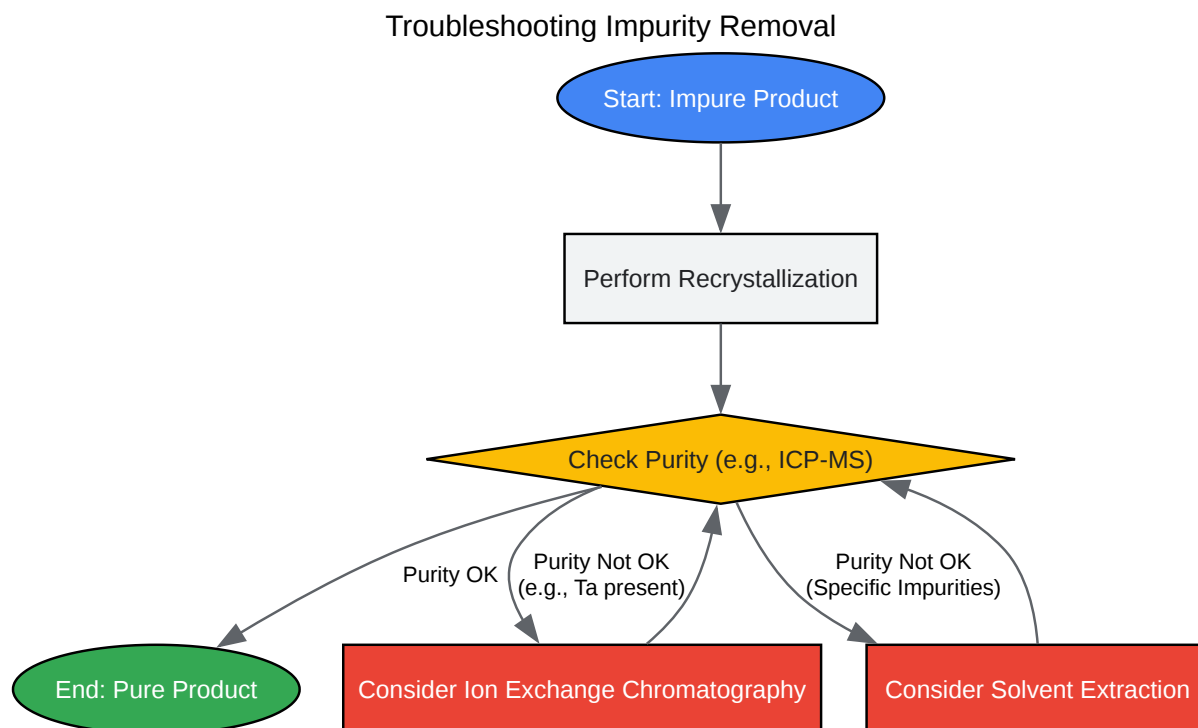 Troubleshooting Impurity Removal
Start: Impure Product
Perform Recrystallization
Check Purity (e.g., ICP-MS)
Purity OK
Purity Not OK
(e.g., Ta present)
Purity Not OK
(Specific Impurities)
End: Pure Product
Consider Ion Exchange Chromatography
Consider Solvent Extraction